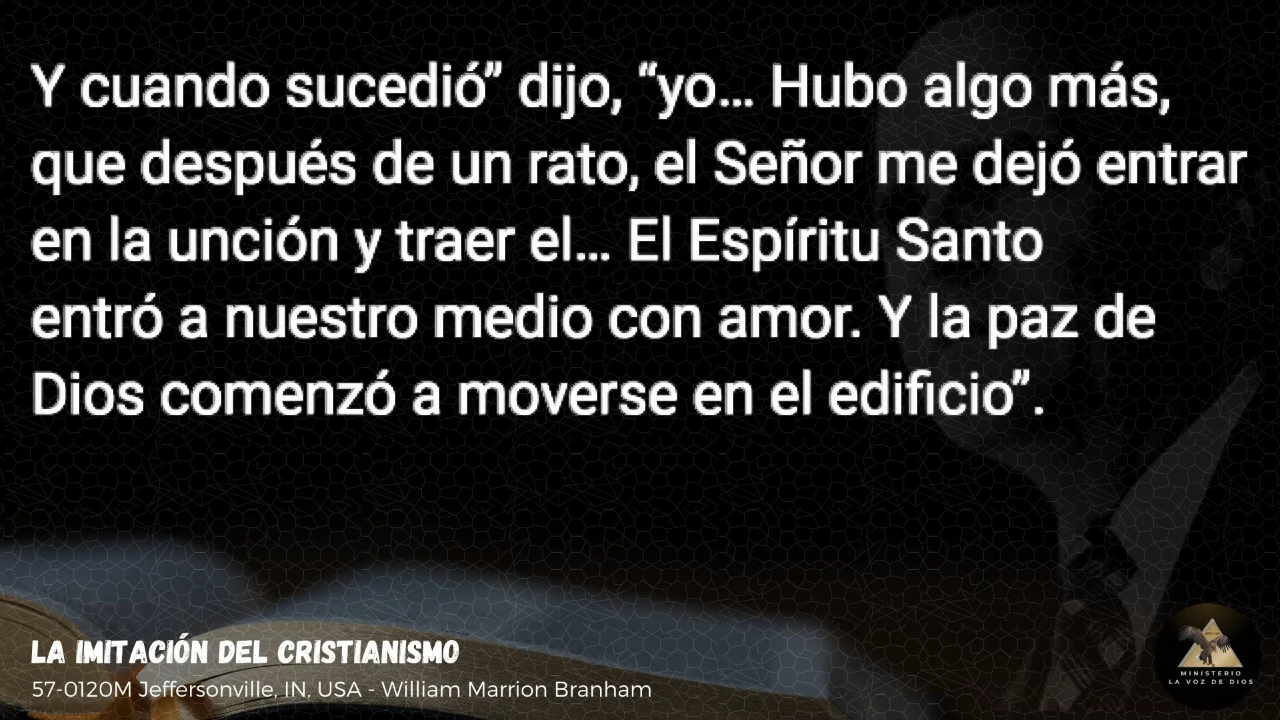 Y cuando sucedió” dijo, “yo... Hubo algo más,
que después de un rato, el Señor me dejó entrar
en la unción y traer el... El Espíritu Santo
entró a nuestro medio con amor. Y la paz de
Dios comenzó a moverse en el edificio”.
LA IMITACIÓN DEL CRISTIANISMO
57-0120M Jeffersonville, IN, USA - William Marrion Branham
MINISTERIO
LA VOZ DE DIOS